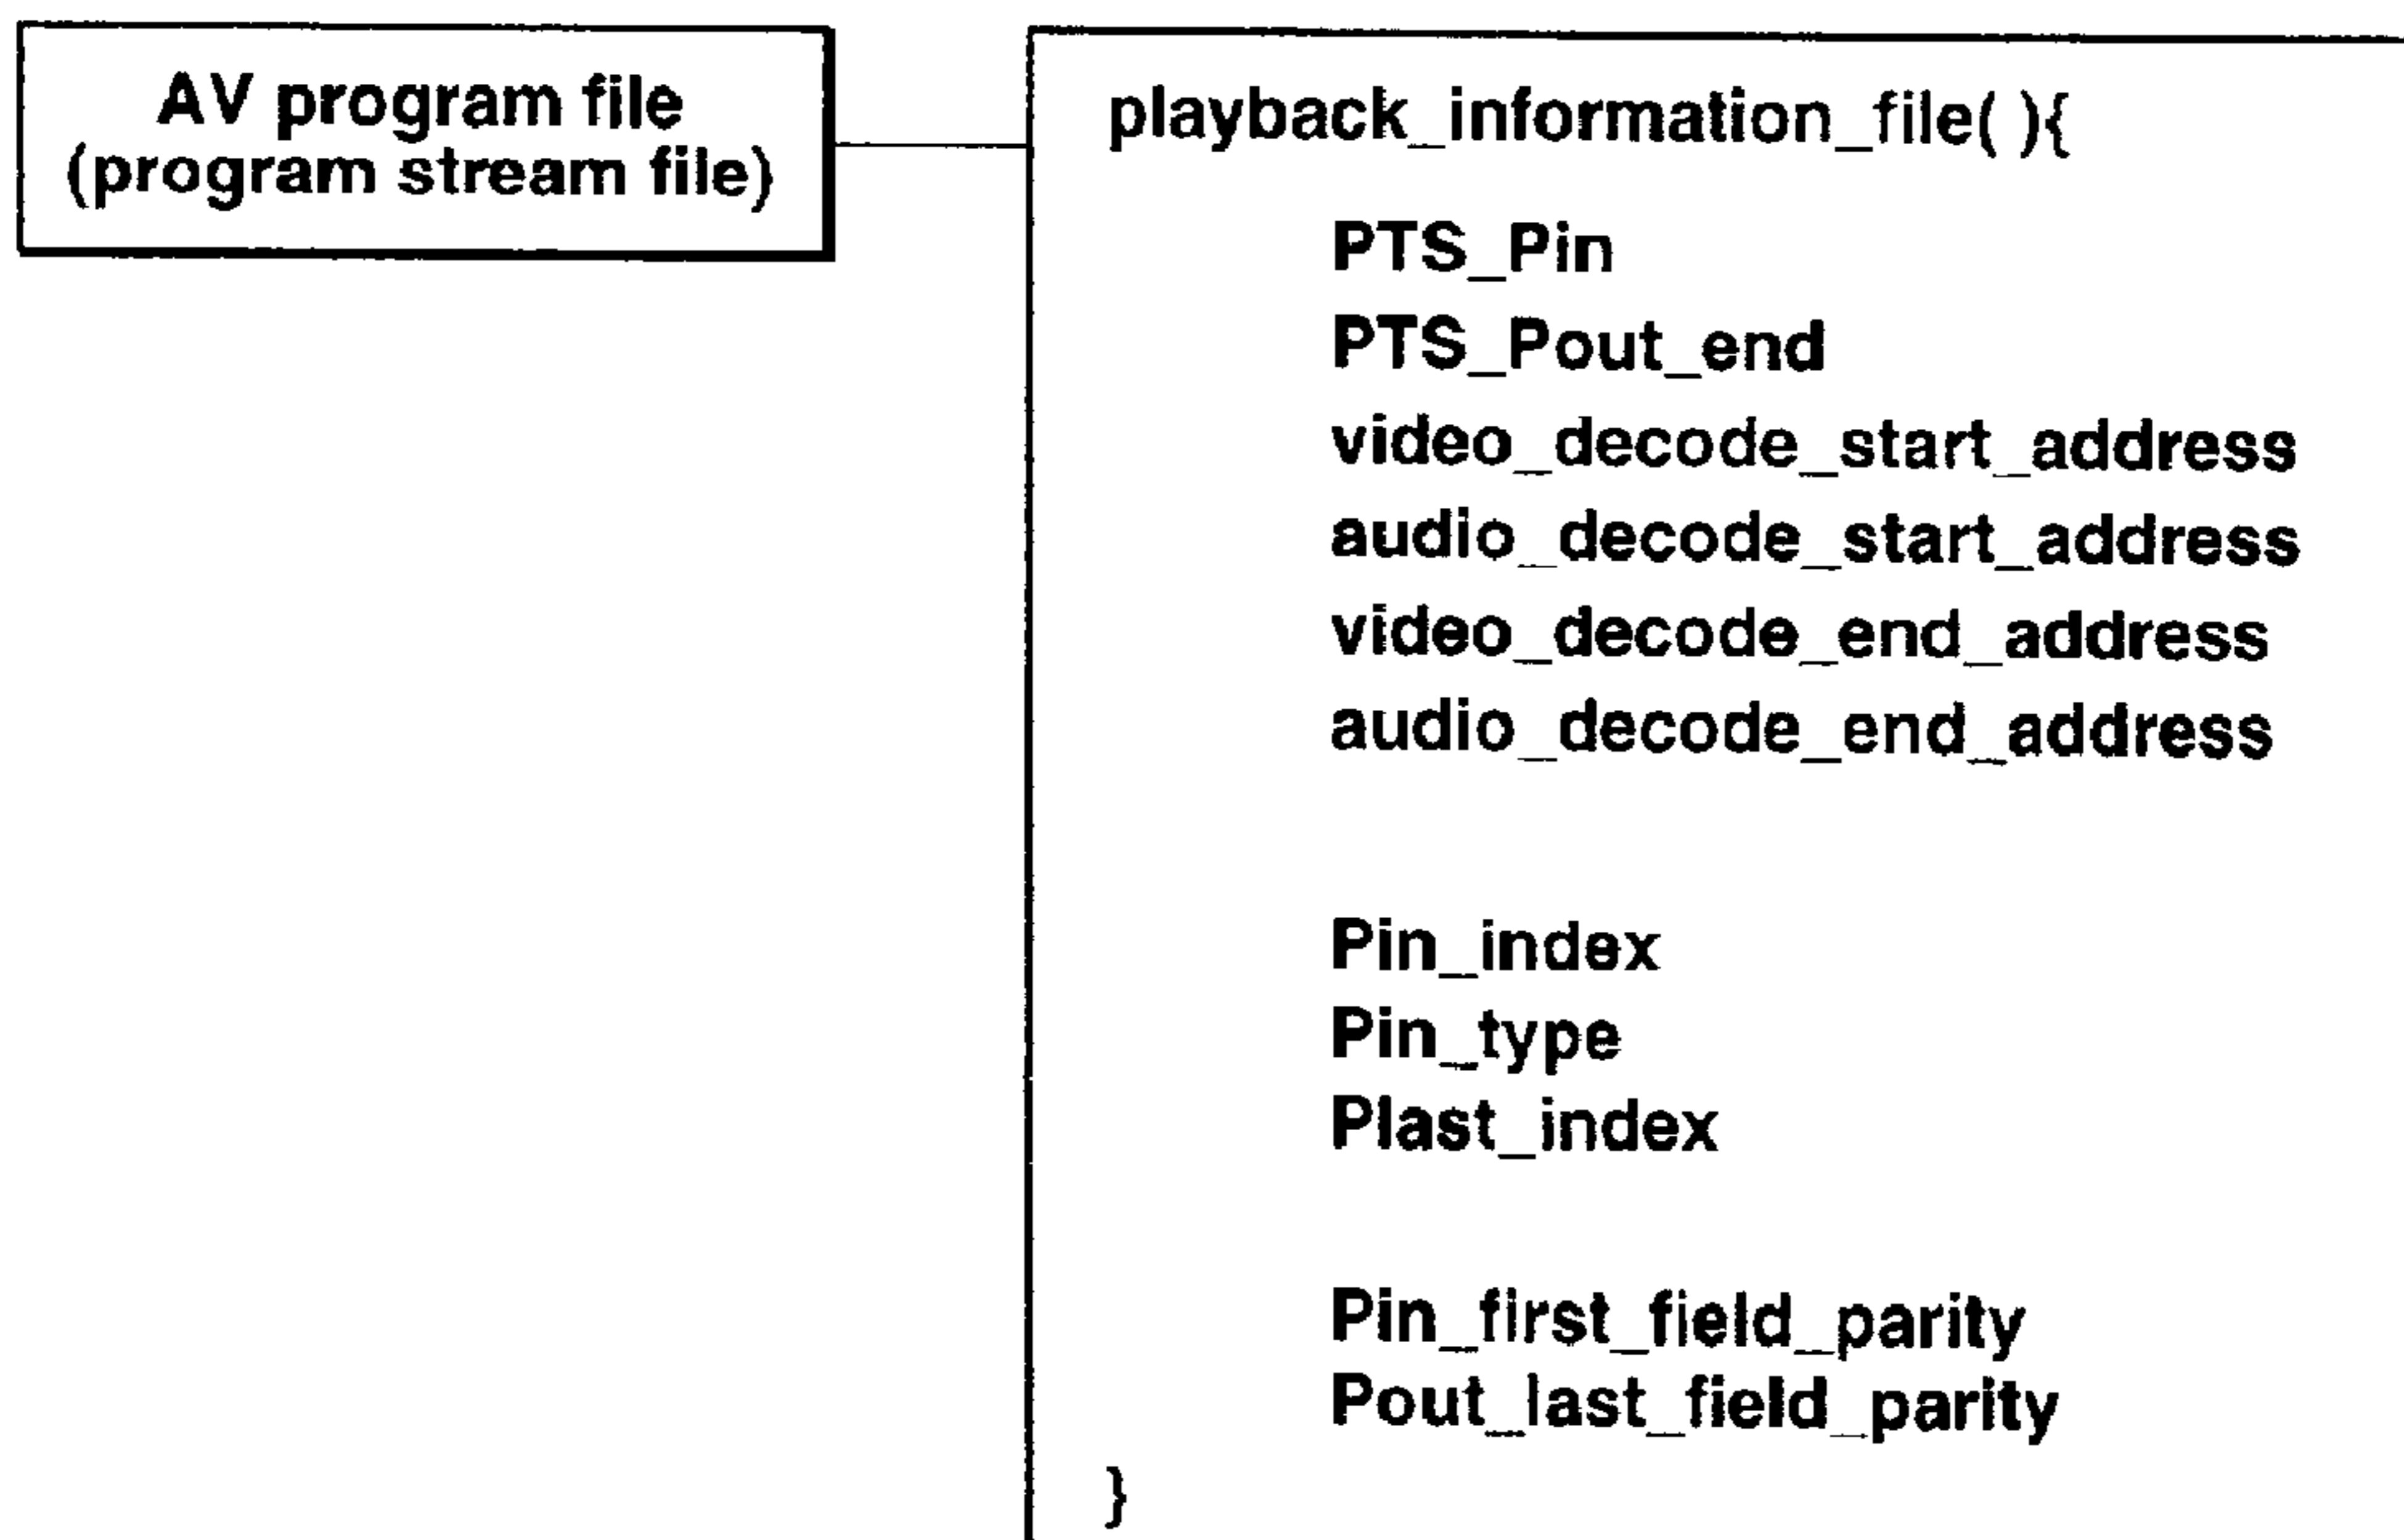 AV program file
(program stream file)
playback_information_file( ){
PTS_Pin
PTS_Pout_end
video_decode_start_address
audio_decode_start_address
video_decode_end_address
audio_decode_end_address
Pin_index
Pin_type
Plast_index
Pin_first_field_parity
Pout_last_field_parity
}